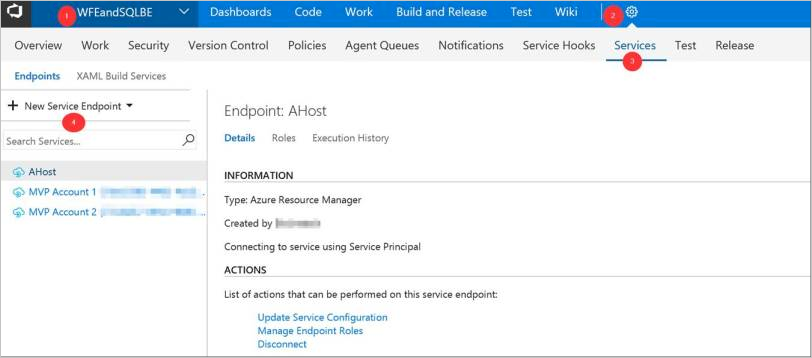 1 WFEandSQLBE Dashboards Code Work Build and Release Test Wiki 2
Overview Work Security Version Control Policies Agent Queues Notifications Service Hooks Services Test Release
3
Endpoints XAML Build Services
+ New Service Endpoint
4
Search Services...
AHost
MVP Account 1
MVP Account 2
Endpoint: AHost
Details Roles Execution History
INFORMATION
Type: Azure Resource Manager
Created by
Connecting to service using Service Principal
ACTIONS
List of actions that can be performed on this service endpoint:
Update Service Configuration
Manage Endpoint Roles
Disconnect